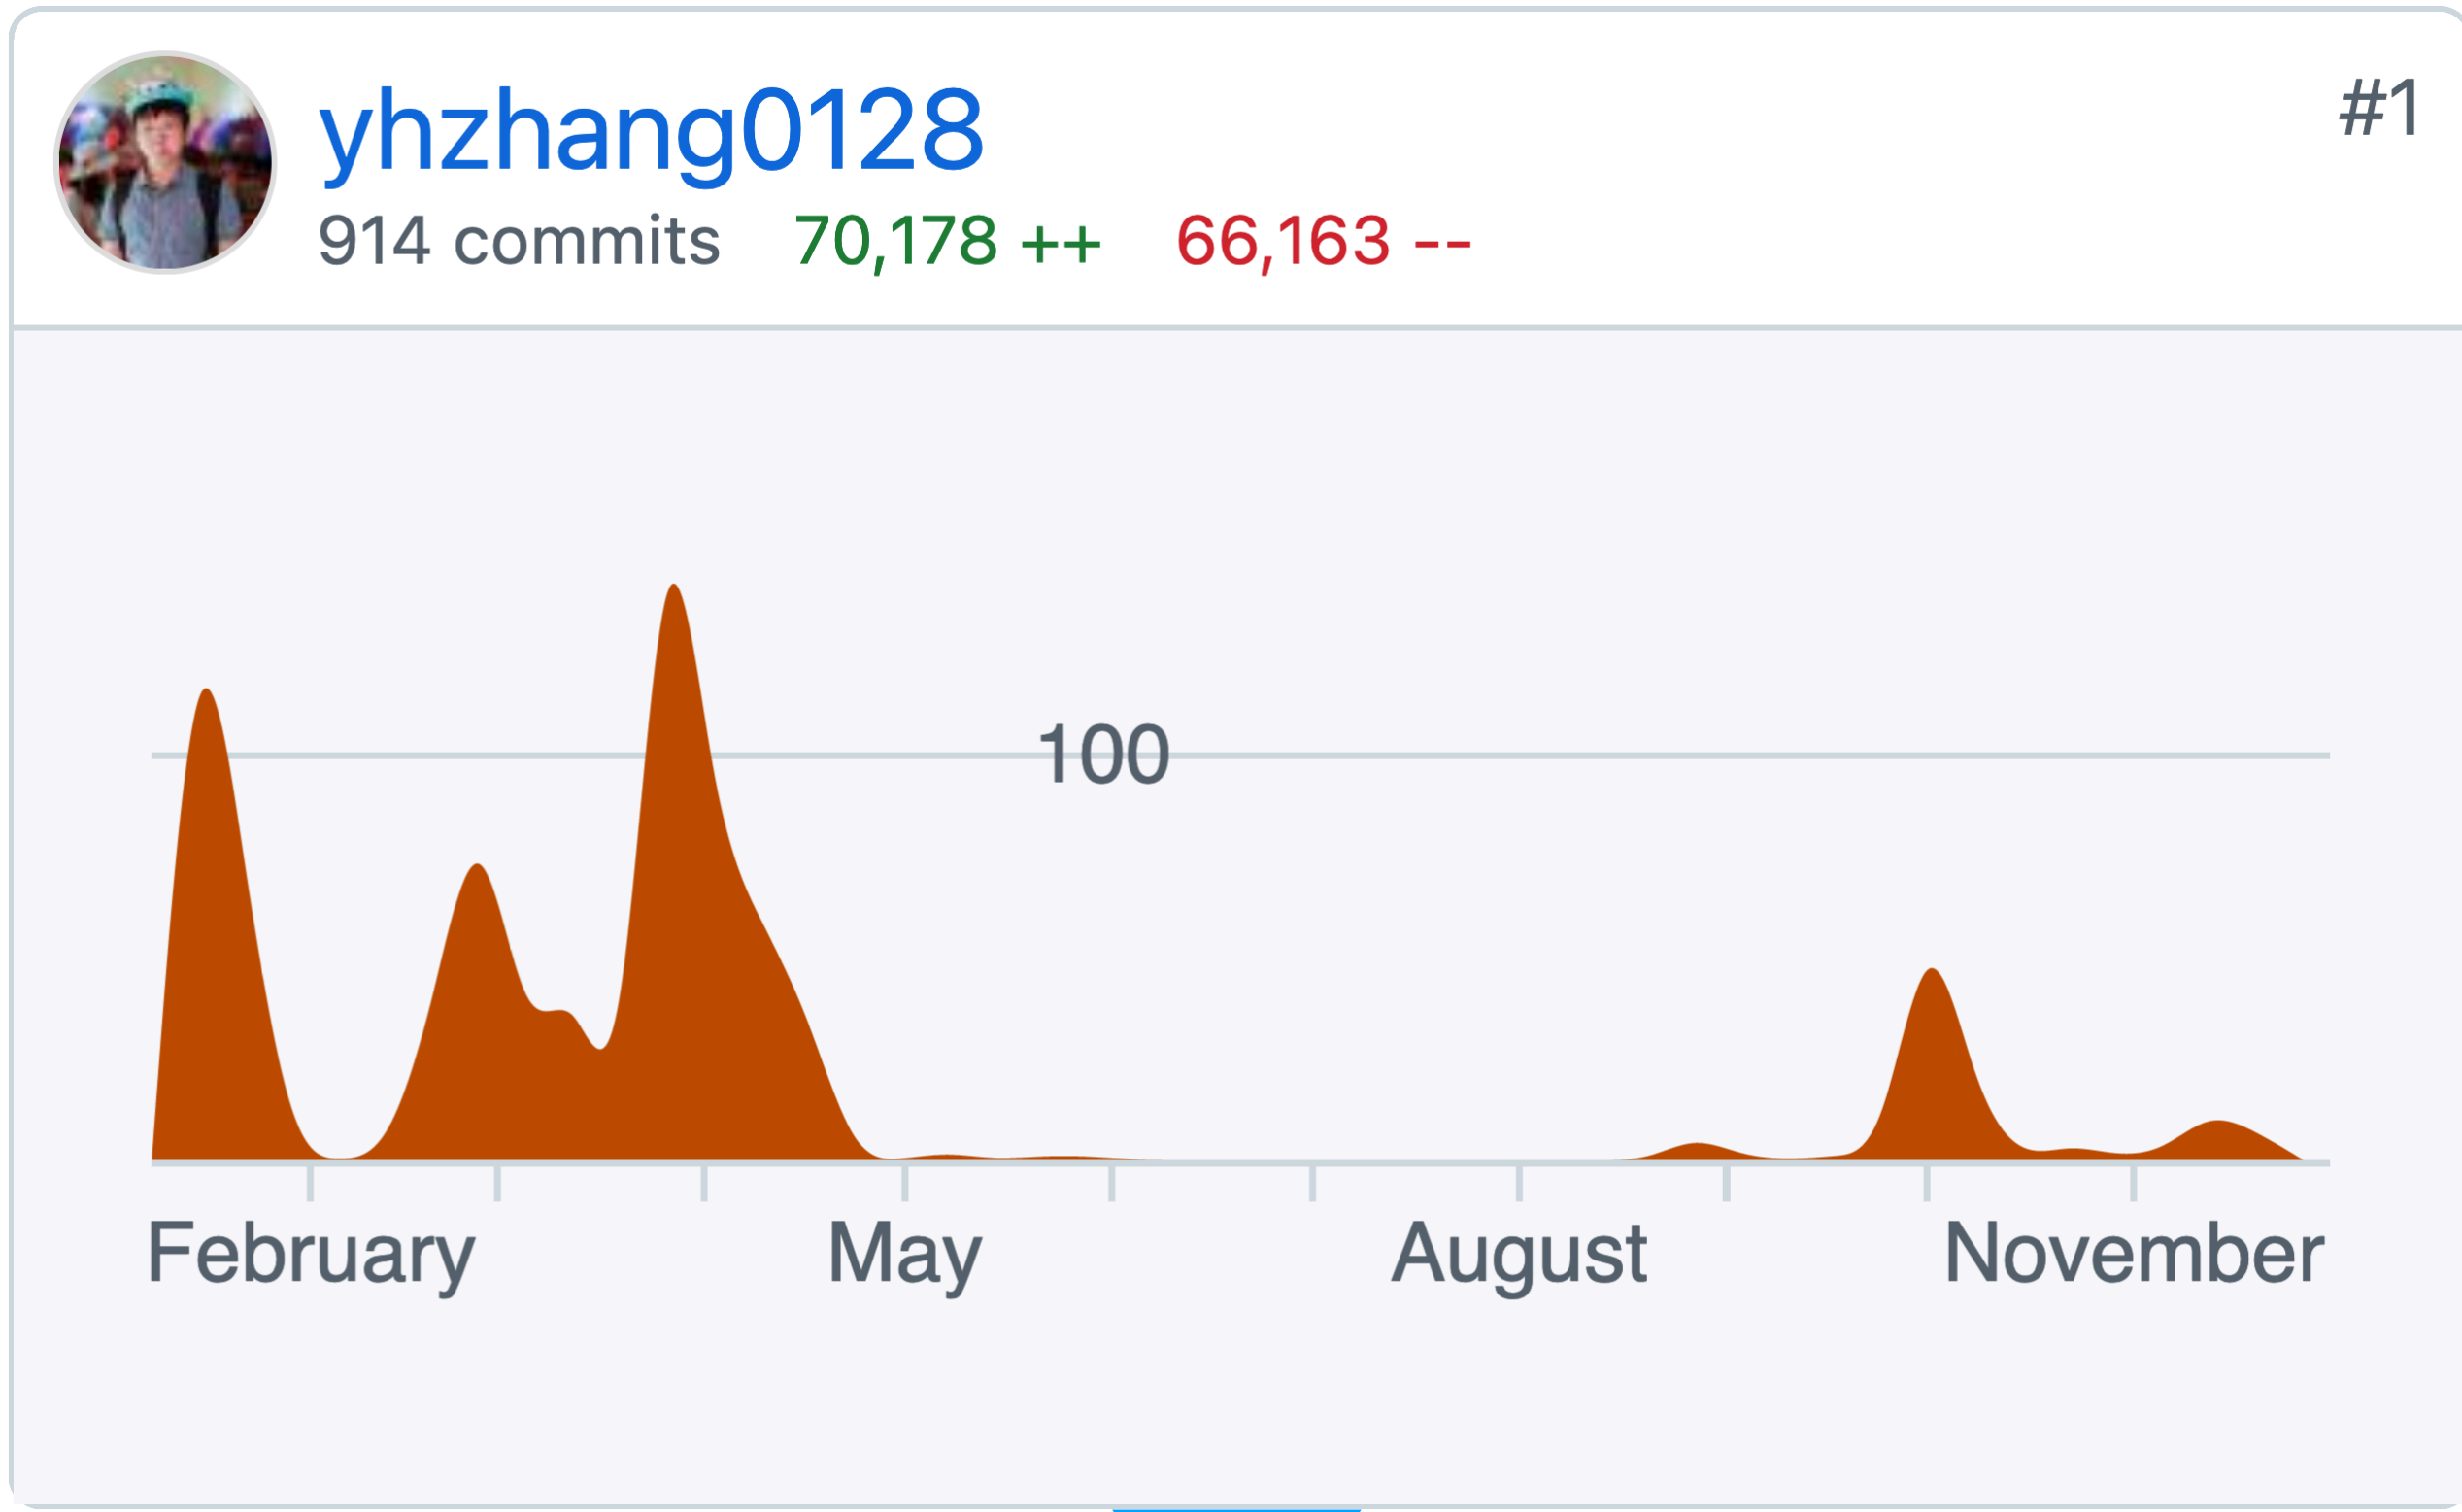 yhzhang0128
#1
914 commits 70,178 ++ 66,163 --
100
February May August November